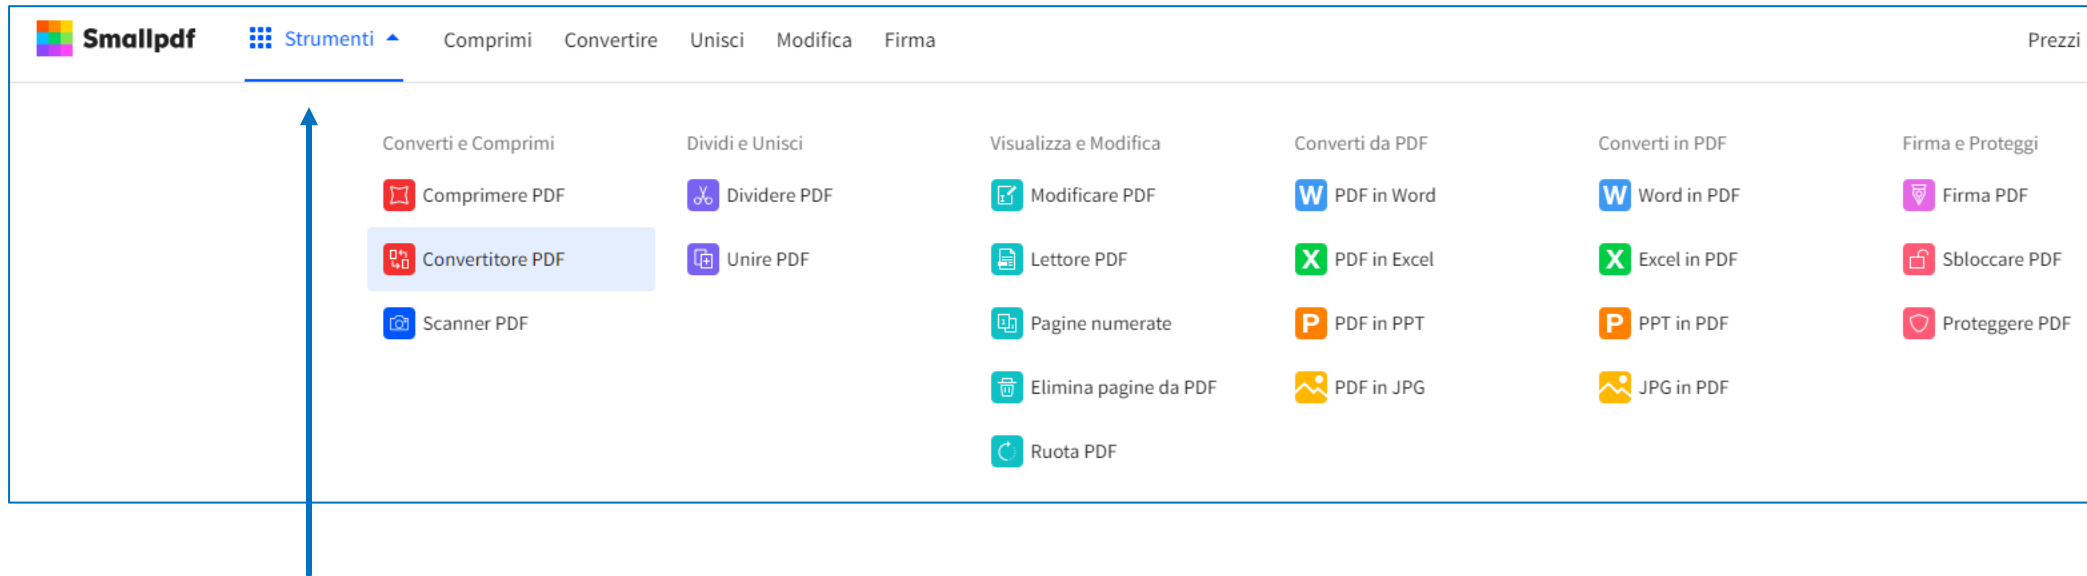 Smallpdf
Strumenti
Comprimi
Convertire
Unisci
Modifica
Firma
Prezzi
Converti e Comprimi
Comprimere PDF
Convertitore PDF
Scanner PDF
Dividi e Unisci
Dividere PDF
Unire PDF
Visualizza e Modifica
Modificare PDF
Lettore PDF
Pagine numerate
Elimina pagine da PDF
Ruota PDF
Converti da PDF
W PDF in Word
X PDF in Excel
P PDF in PPT
PDF in JPG
Converti in PDF
W Word in PDF
X Excel in PDF
P PPT in PDF
JPG in PDF
Firma e Proteggi
Firma PDF
Sbloccare PDF
Proteggere PDF